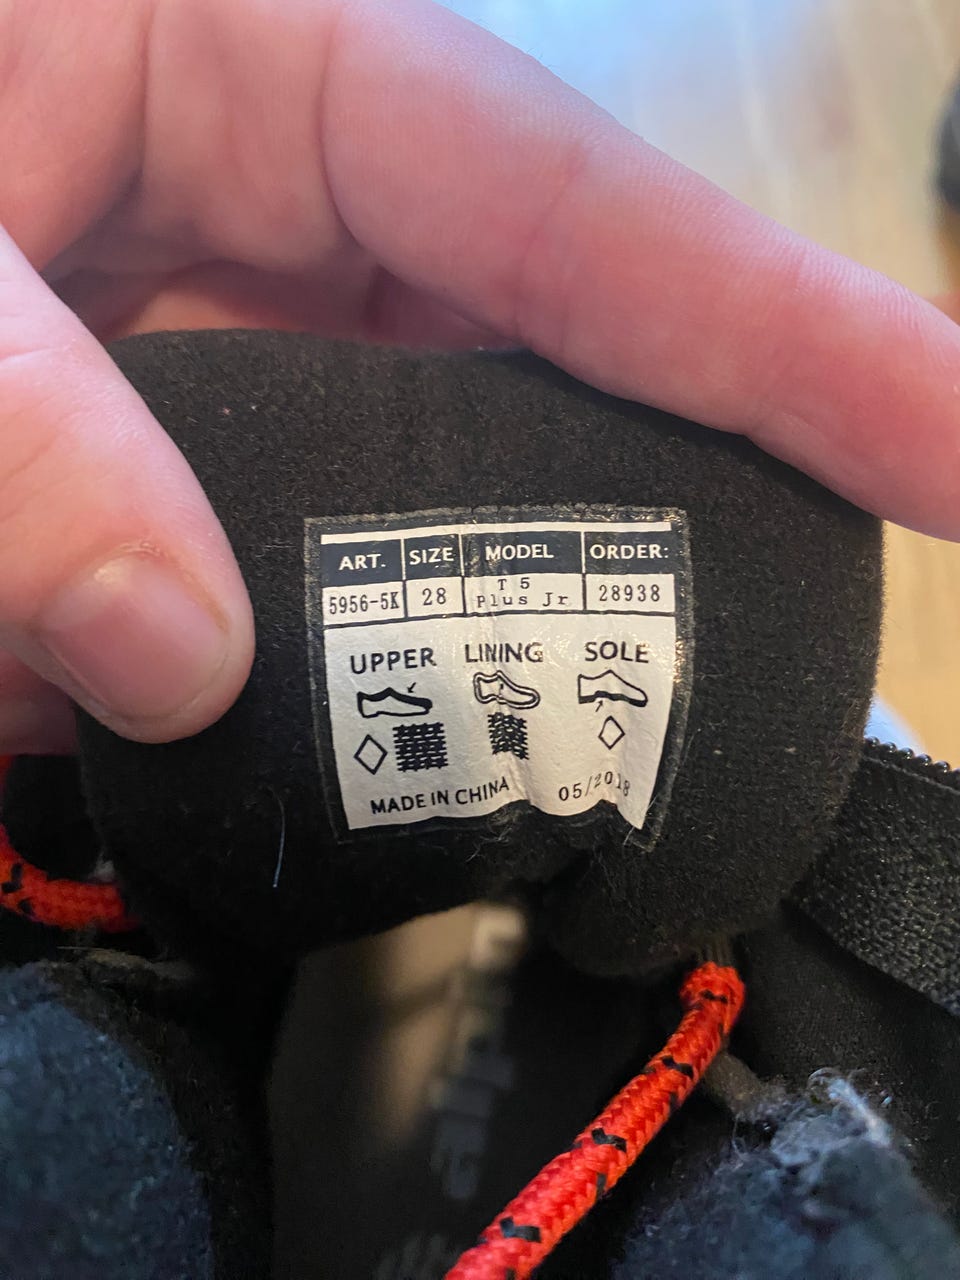 ART. SIZE MODEL ORDER:
5956-5K 28 T 5 Plus Jr 28938
UPPER LINING SOLE
MADE IN CHINA 05/2018